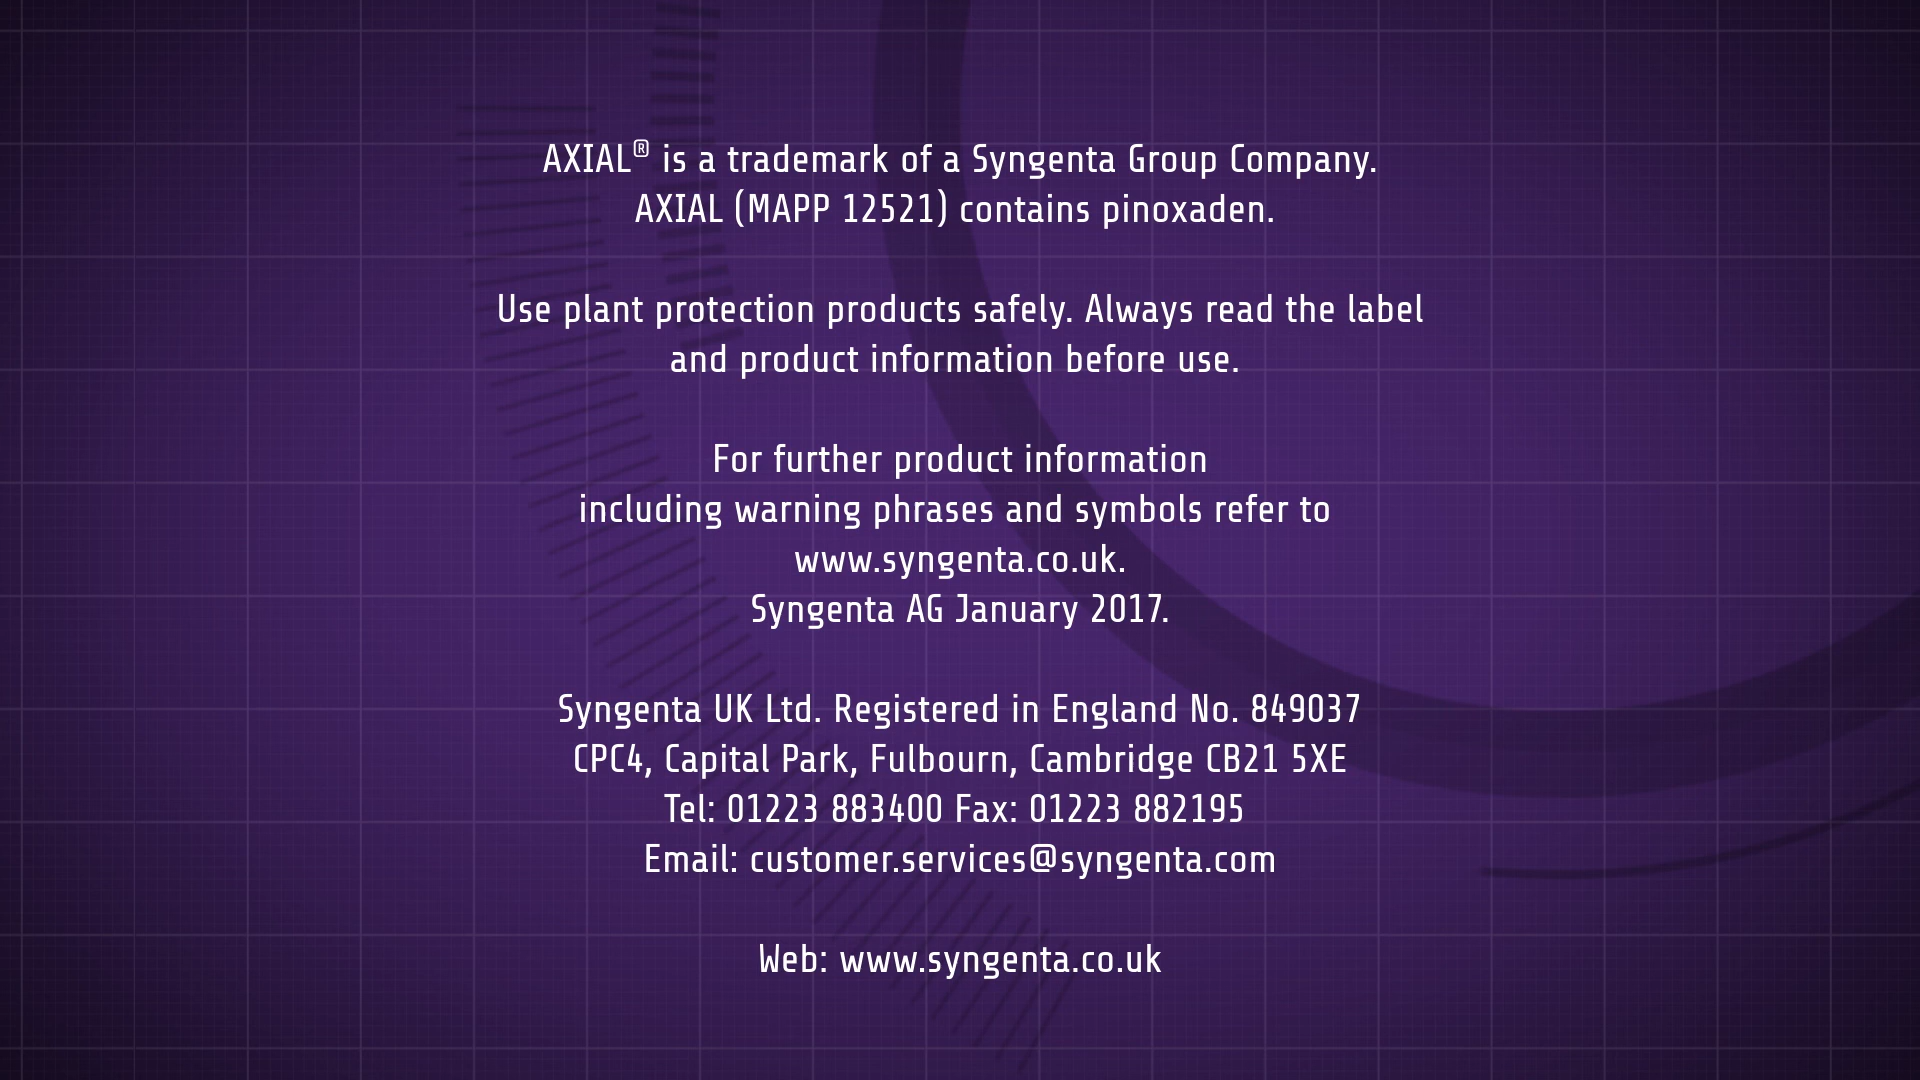 AXIAL® is a trademark of a Syngenta Group Company.
AXIAL (MAPP 12521) contains pinoxaden.
Use plant protection products safely. Always read the label
and product information before use.
For further product information
including warning phrases and symbols refer to
www.syngenta.co.uk.
Syngenta AG January 2017.
Syngenta UK Ltd. Registered in England No. 849037
CPC4, Capital Park, Fulbourn, Cambridge CB21 5XE
Tel: 01223 883400 Fax: 01223 882195
Email: customer.services@syngenta.com
Web: www.syngenta.co.uk